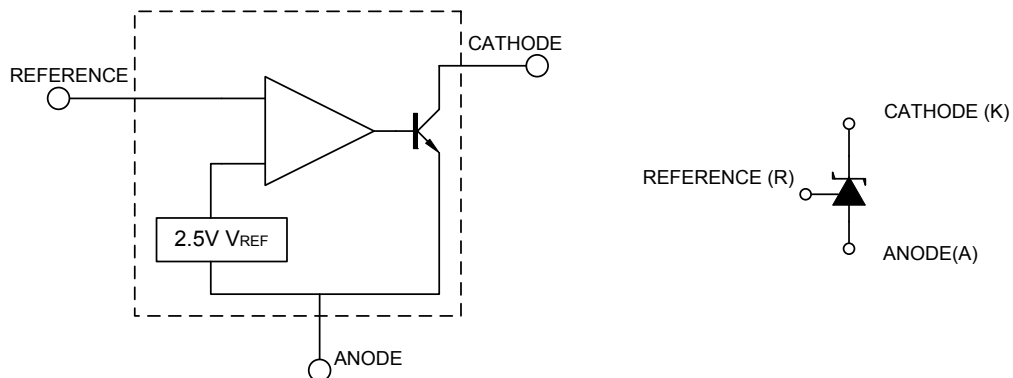 CATHODE
REFERENCE
2.5V VREF
ANODE
CATHODE (K)
REFERENCE (R)
ANODE(A)